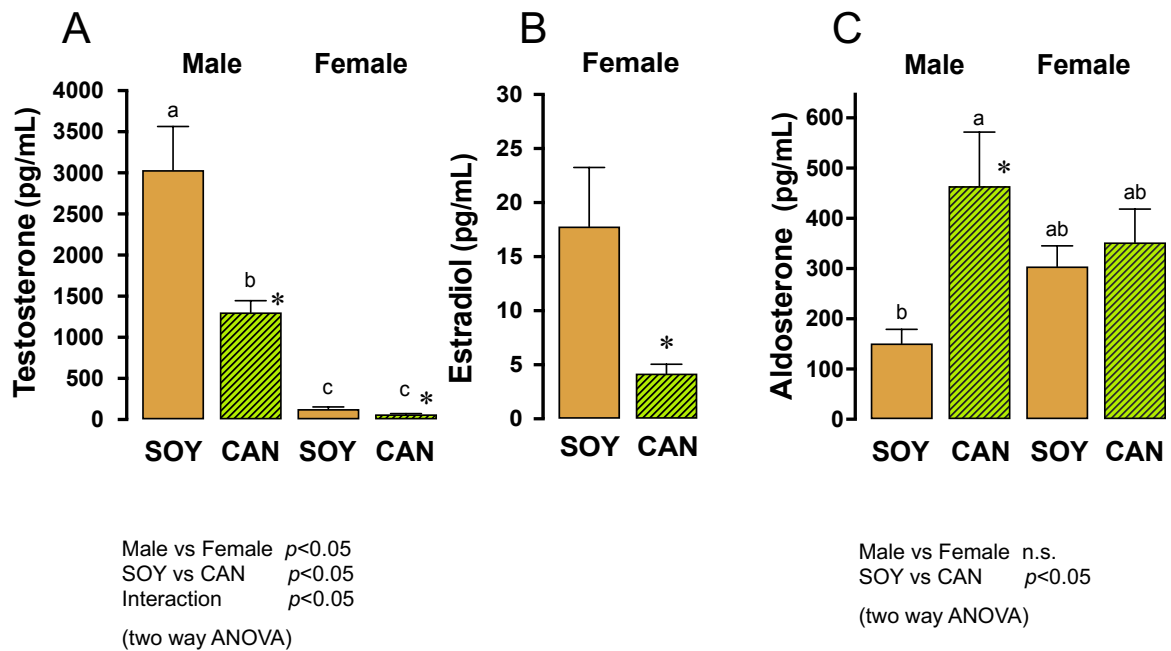 A
Male Female
Testosterone (pg/mL)
4000
3500
3000
2500
2000
1500
1000
500
0
a
b
*
c
c
*
SOY CAN SOY CAN
Male vs Female p<0.05
SOY vs CAN p<0.05
Interaction p<0.05
(two way ANOVA)
B
Female
Estradiol (pg/mL)
30
25
20
15
10
5
0
*
SOY CAN
C
Male Female
Aldosterone (pg/mL)
600
500
400
300
200
100
0
b
a
*
ab
ab
SOY CAN SOY CAN
Male vs Female n.s.
SOY vs CAN p<0.05
(two way ANOVA)